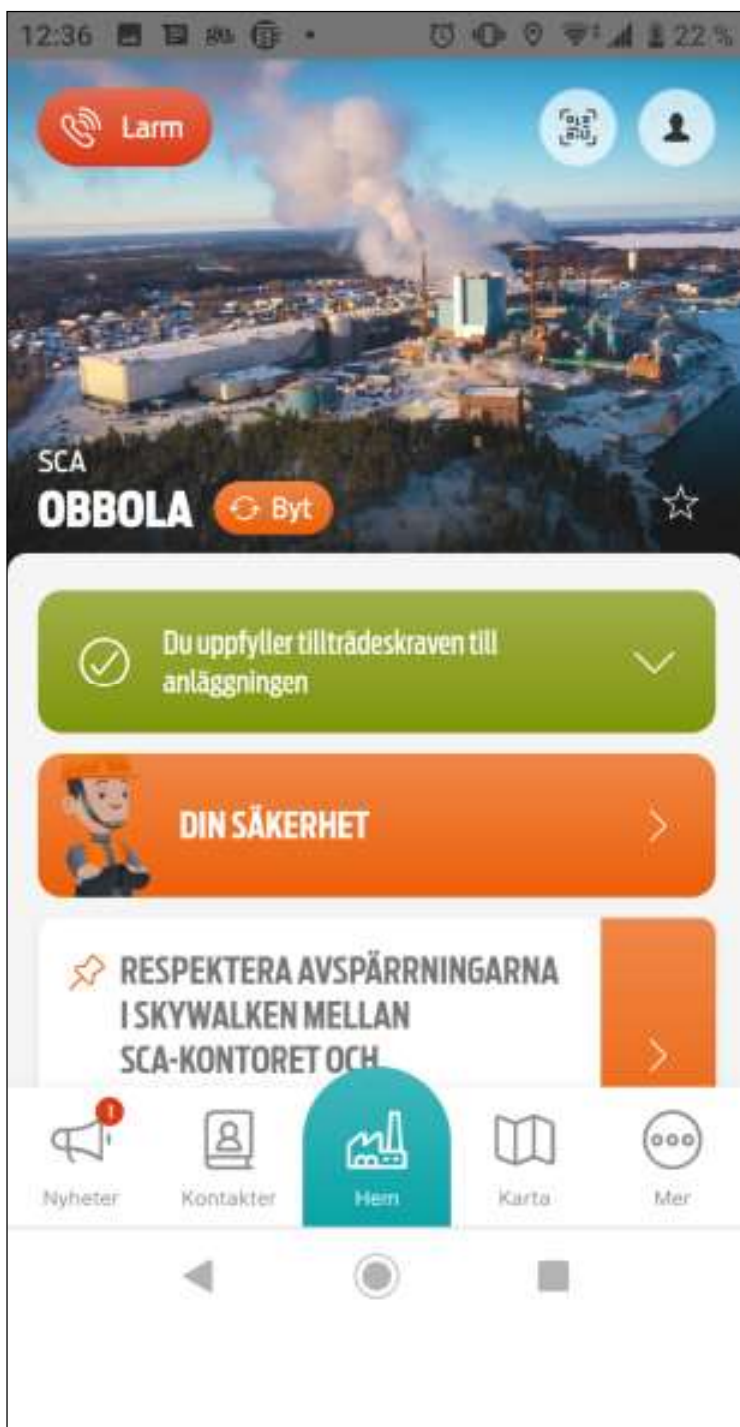 12:36
22 %
Larm
SCA
OBBOLA
Byt
Du uppfyller tillträdeskraven till
anläggningen
DIN SÄKERHET
RESPEKTERA AVSPÄRRNINGARNA
I SKYWALKEN MELLAN
SCA-KONTORET OCH
Nyheter
Kontakter
Hem
Karta
Mer